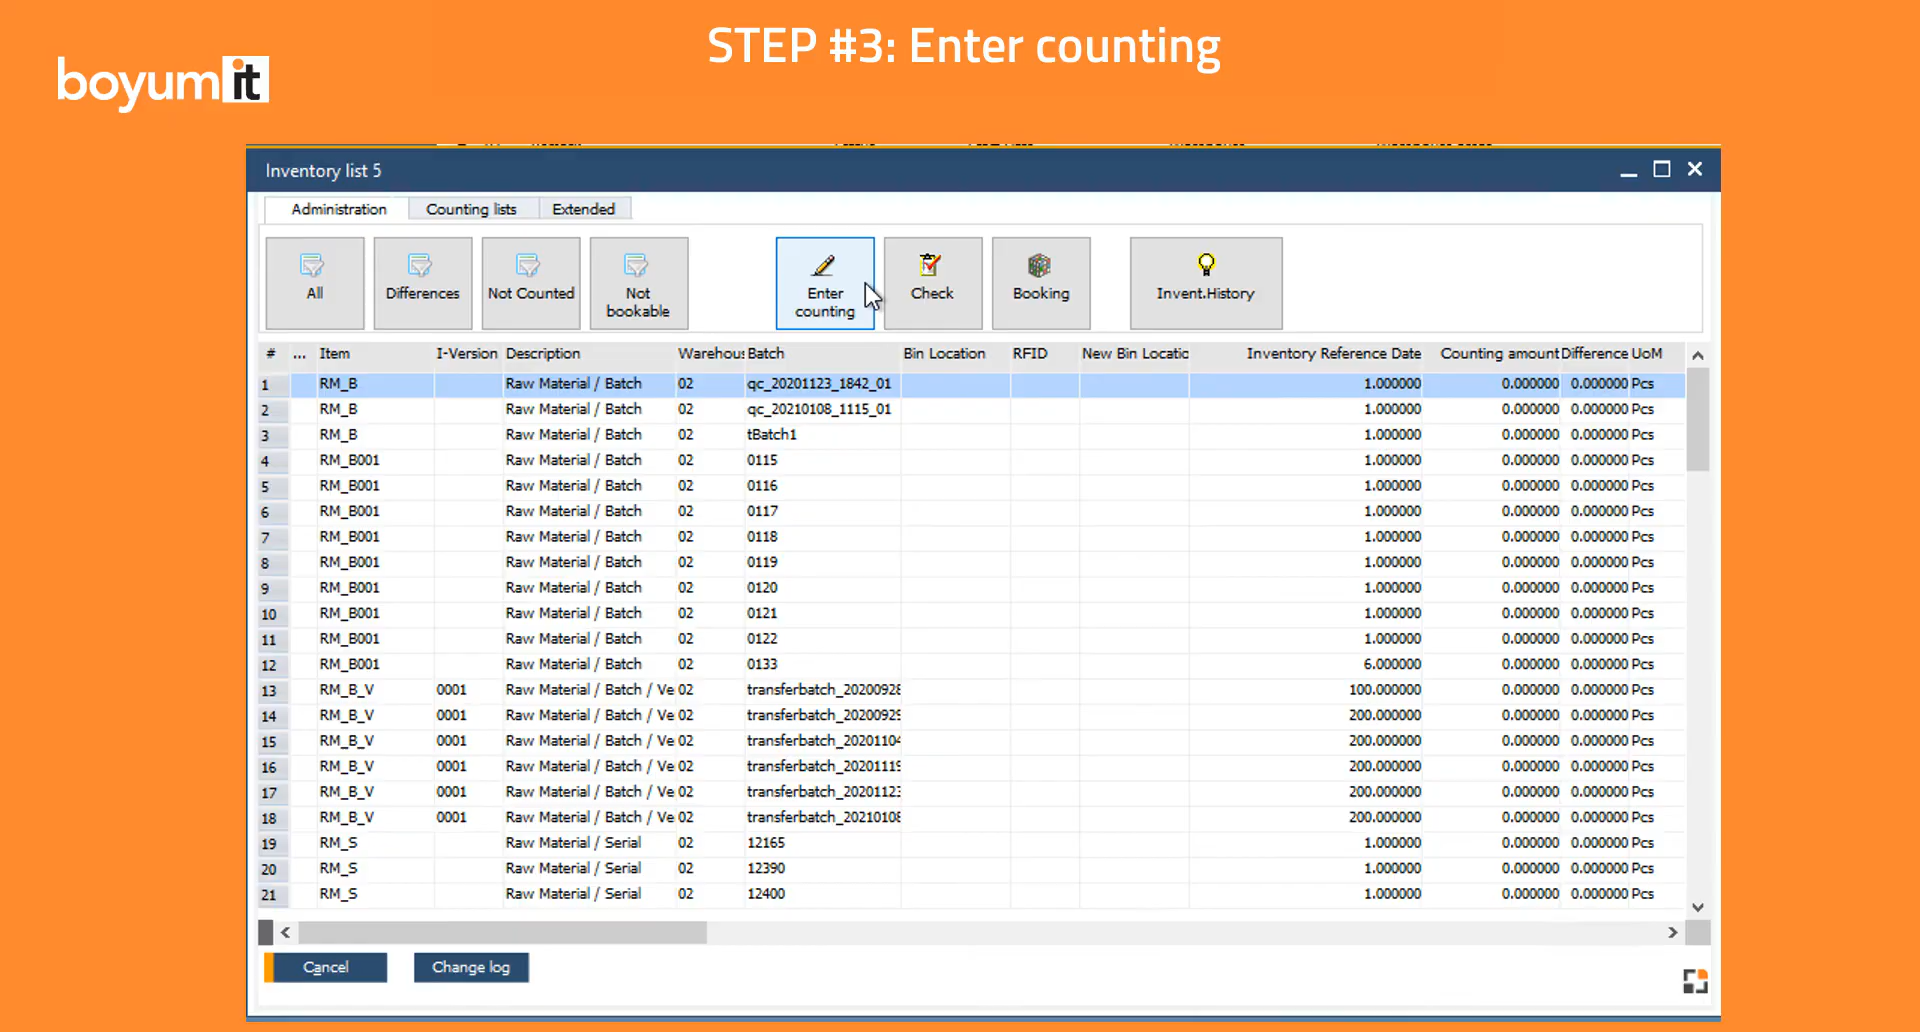 STEP #3: Enter counting
boyumit
Inventory list 5
Administration Counting lists Extended
All Differences Not Counted Not bookable Enter counting Check Booking Invent.History
# ... Item I-Version Description Warehous Batch Bin Location RFID New Bin Locatic Inventory Reference Date Counting amount Difference UoM
1 RM_B Raw Material / Batch 02 qc_20201123_1842_01 1.000000 0.000000 0.000000 Pcs
2 RM_B Raw Material / Batch 02 qc_20210108_1115_01 1.000000 0.000000 0.000000 Pcs
3 RM_B Raw Material / Batch 02 tBatch1 1.000000 0.000000 0.000000 Pcs
4 RM_B001 Raw Material / Batch 02 0115 1.000000 0.000000 0.000000 Pcs
5 RM_B001 Raw Material / Batch 02 0116 1.000000 0.000000 0.000000 Pcs
6 RM_B001 Raw Material / Batch 02 0117 1.000000 0.000000 0.000000 Pcs
7 RM_B001 Raw Material / Batch 02 0118 1.000000 0.000000 0.000000 Pcs
8 RM_B001 Raw Material / Batch 02 0119 1.000000 0.000000 0.000000 Pcs
9 RM_B001 Raw Material / Batch 02 0120 1.000000 0.000000 0.000000 Pcs
10 RM_B001 Raw Material / Batch 02 0121 1.000000 0.000000 0.000000 Pcs
11 RM_B001 Raw Material / Batch 02 0122 1.000000 0.000000 0.000000 Pcs
12 RM_B001 Raw Material / Batch 02 0133 6.000000 0.000000 0.000000 Pcs
13 RM_B_V 0001 Raw Material / Batch / Ve 02 transferbatch_20200928 100.000000 0.000000 0.000000 Pcs
14 RM_B_V 0001 Raw Material / Batch / Ve 02 transferbatch_20200929 200.000000 0.000000 0.000000 Pcs
15 RM_B_V 0001 Raw Material / Batch / Ve 02 transferbatch_20201104 200.000000 0.000000 0.000000 Pcs
16 RM_B_V 0001 Raw Material / Batch / Ve 02 transferbatch_20201119 200.000000 0.000000 0.000000 Pcs
17 RM_B_V 0001 Raw Material / Batch / Ve 02 transferbatch_20201123 200.000000 0.000000 0.000000 Pcs
18 RM_B_V 0001 Raw Material / Batch / Ve 02 transferbatch_20210108 200.000000 0.000000 0.000000 Pcs
19 RM_S Raw Material / Serial 02 12165 1.000000 0.000000 0.000000 Pcs
20 RM_S Raw Material / Serial 02 12390 1.000000 0.000000 0.000000 Pcs
21 RM_S Raw Material / Serial 02 12400 1.000000 0.000000 0.000000 Pcs
Cancel Change log